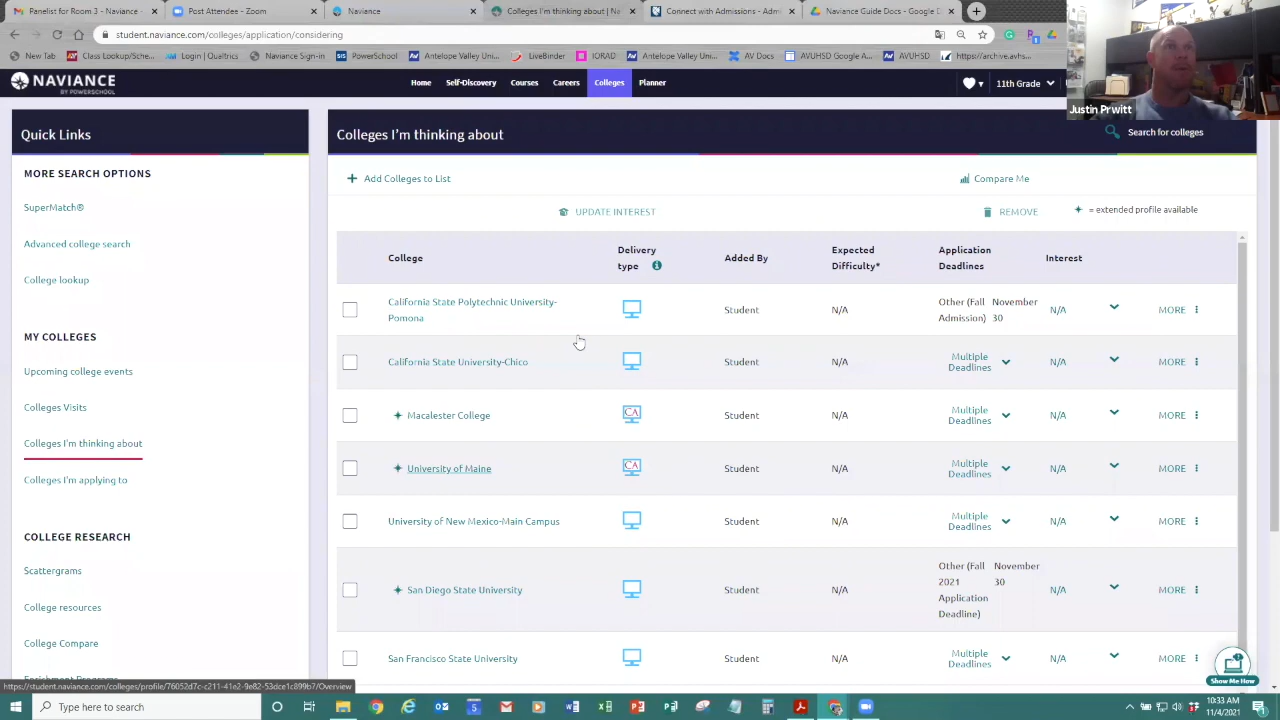 Panelist for 8:30 Man -
Post Attendee - Zoom
Naviance
Colleges I'm thinking about | Na
Connect with Admissions - Admi
Naviance Guide Docs - Google D
student.naviance.com/colleges/application/considering
New Tab
Class Lookup/Sche...
Login | Qualtrics
Naviance Sign-in
PowerSchool
Antelope Valley Uni...
LiveBinder
IORAD
Antelope Valley Uni...
AV Docs
AVUHSD Google A...
AVUHSD
https://archive.avuh...
NAVIANCE
BY POWERSCHOOL
Home
Self-Discovery
Courses
Careers
Colleges
Planner
11th Grade
Justin Prwitt
Quick Links
MORE SEARCH OPTIONS
SuperMatch®
Advanced college search
College lookup
MY COLLEGES
Upcoming college events
Colleges Visits
Colleges I'm thinking about
Colleges I'm applying to
COLLEGE RESEARCH
Scattergrams
College resources
College Compare
Enrichment Programs
Colleges I'm thinking about
Search for colleges
+ Add Colleges to List
Compare Me
UPDATE INTEREST
REMOVE
= extended profile available
College
Delivery type
Added By
Expected Difficulty*
Application Deadlines
Interest
California State Polytechnic University-Pomona
Student
N/A
Other (Fall Admission)
November 30
N/A
MORE
California State University-Chico
Student
N/A
Multiple Deadlines
N/A
MORE
Macalester College
CA
Student
N/A
Multiple Deadlines
N/A
MORE
University of Maine
CA
Student
N/A
Multiple Deadlines
N/A
MORE
University of New Mexico-Main Campus
Student
N/A
Multiple Deadlines
N/A
MORE
San Diego State University
Student
N/A
Other (Fall 2021 Application Deadline)
November 30
N/A
MORE
San Francisco State University
Student
N/A
Multiple Deadlines
N/A
MORE
Show Me How
https://student.naviance.com/colleges/profile/76052d7c-c211-41e2-9e82-53dce1c899b7/Overview
Type here to search
10:33 AM
11/4/2021